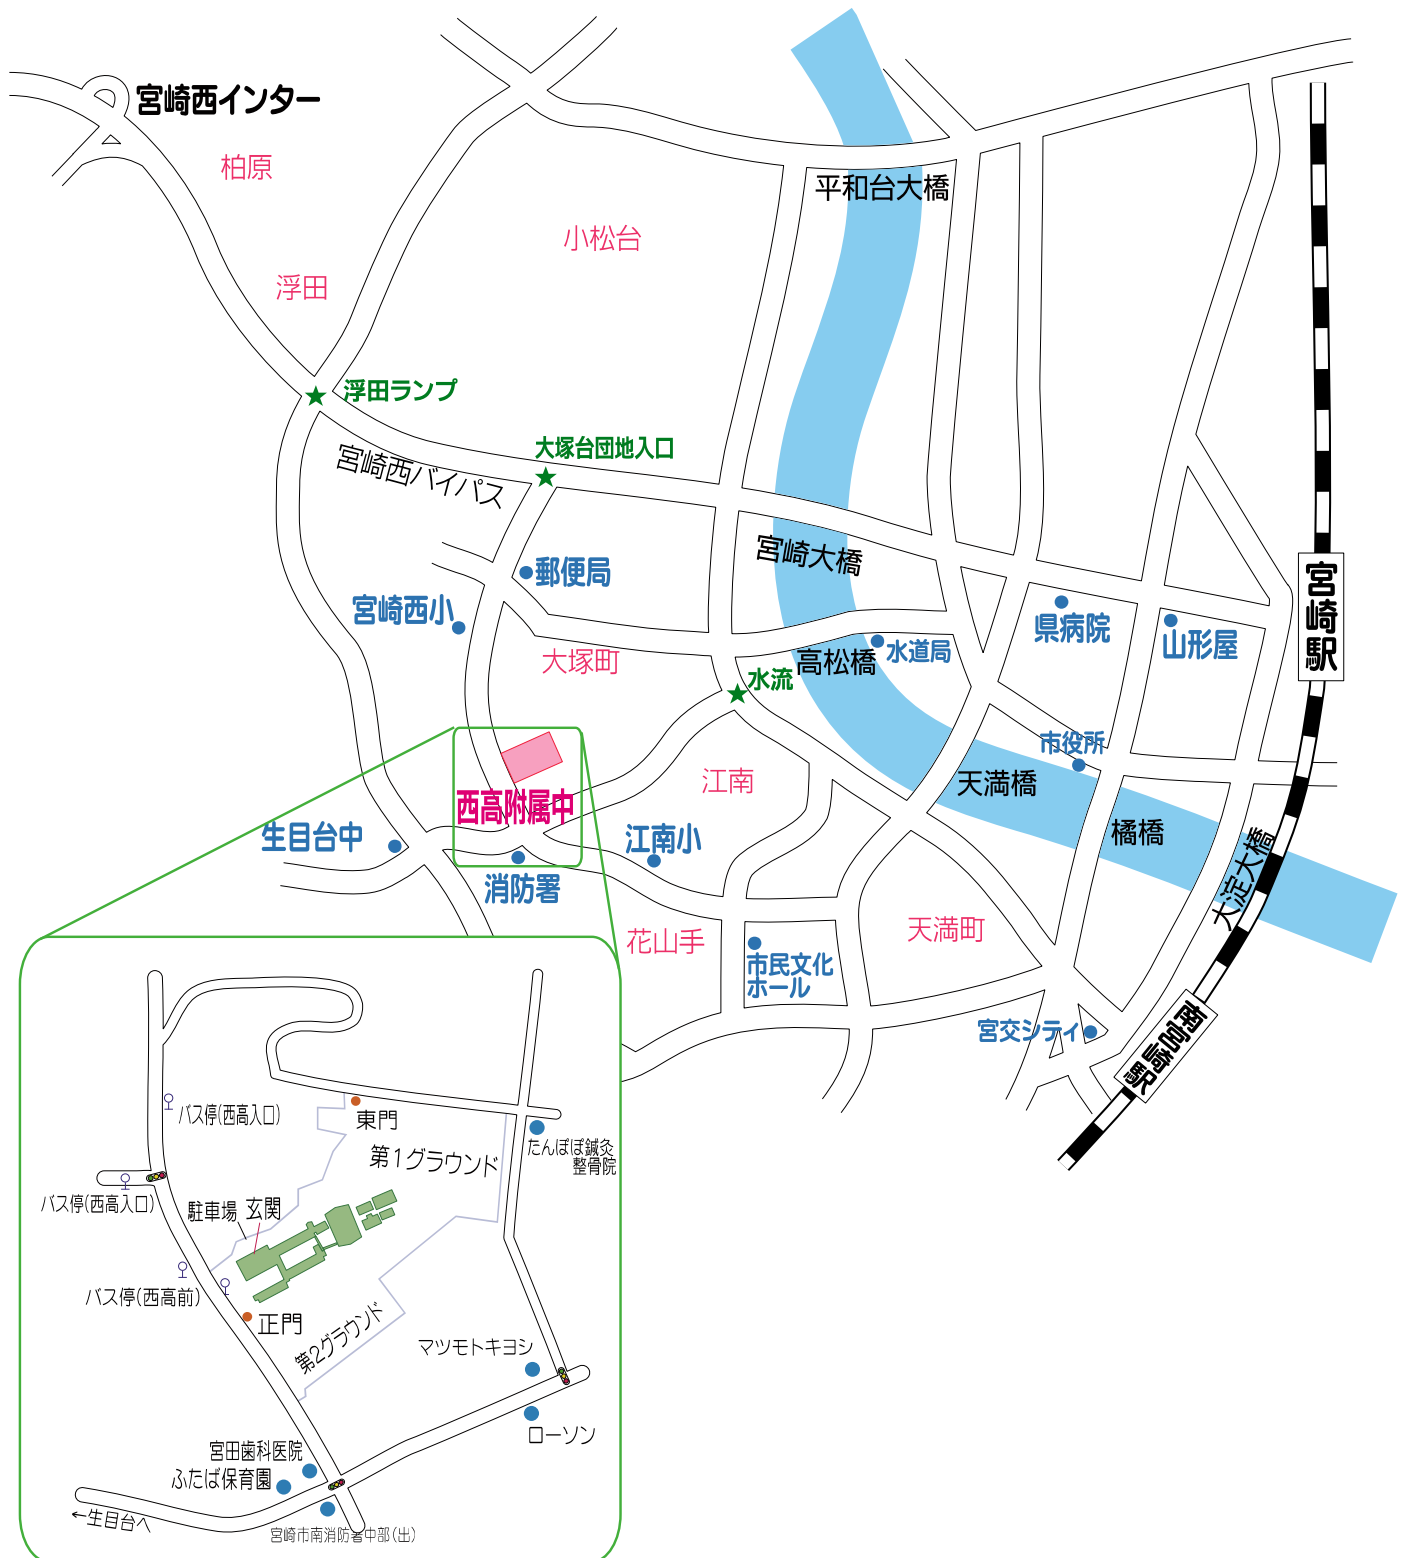 宮崎西インター
柏原
平和台大橋
小松台
浮田
浮田ランプ
大塚台団地入口
宮崎西バイパス
宮崎大橋
郵便局
宮崎西小
県病院
山形屋
宮崎駅
水道局
高松橋
大塚町
水流
市役所
江南
天満橋
西高附属中
橘橋
生目台中
江南小
大淀大橋
消防署
天満町
花山手
市民文化
ホール
宮交シティ
南宮崎駅
バス停(西高入口)
東門
第1グラウンド
たんぽぽ鍼灸
整骨院
バス停(西高入口)
駐車場
玄関
バス停(西高前)
正門
第2グラウンド
マツモトキヨシ
ローソン
宮田歯科医院
ふたば保育園
←生目台へ
宮崎市南消防署中部(出)